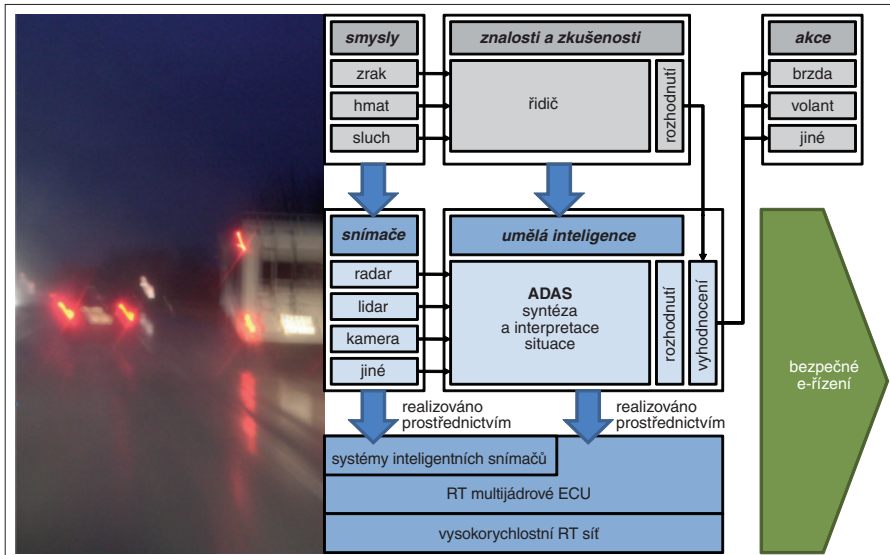 smysly
znalosti a zkušenosti
akce
zrak
hmat
sluch
řidič
rozhodnutí
brzda
volant
jiné
snímače
umělá inteligence
radar
lidar
kamera
jiné
ADAS
syntéza
a interpretace
situace
rozhodnutí
vyhodnocení
bezpečné
e-řízení
realizováno
prostřednictvím
realizováno
prostřednictvím
systémy inteligentních snímačů
RT multijádrové ECU
vysokorychlostní RT síť